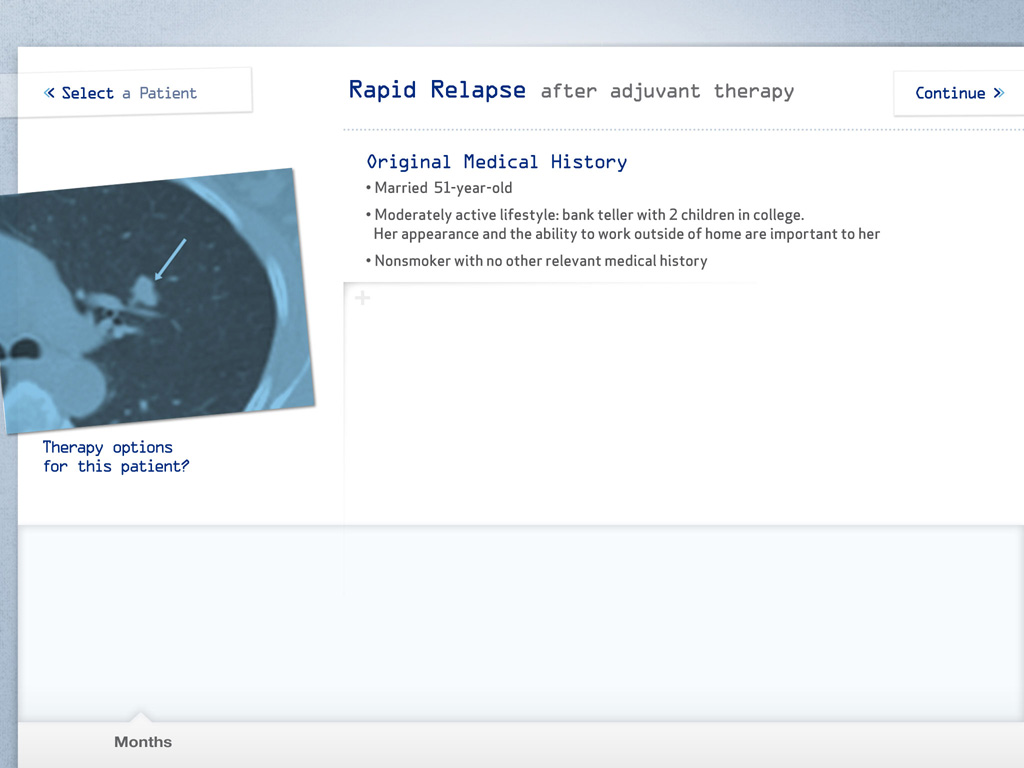 « Select a Patient
Rapid Relapse after adjuvant therapy
Continue »
Original Medical History
• Married 51-year-old
• Moderately active lifestyle: bank teller with 2 children in college.
Her appearance and the ability to work outside of home are important to her
• Nonsmoker with no other relevant medical history
+
Therapy options
for this patient?
Months